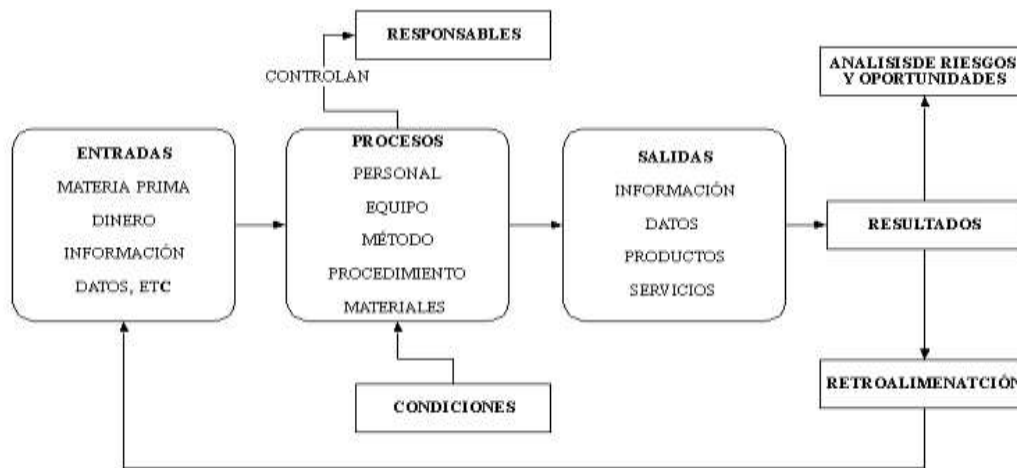 RESPONSABLES
CONTROLAN
ANALISISDE RIESGOS
Y OPORTUNIDADES
ENTRADAS
MATERIA PRIMA
DINERO
INFORMACIÓN
DATOS, ETC
PROCESOS
PERSONAL
EQUIPO
MÉTODO
PROCEDIMIENTO
MATERIALES
SALIDAS
INFORMACIÓN
DATOS
PRODUCTOS
SERVICIOS
RESULTADOS
RETROALIMENATCIÓN
CONDICIONES